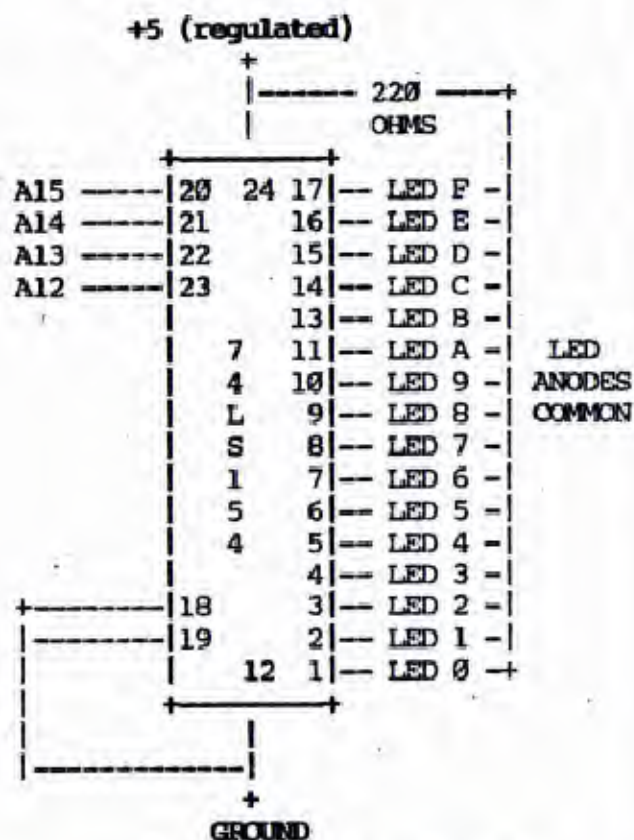 +5 (regulated)
+
|------ 220 -----+
| OHMS |
+----------+
A15 -----|20 24 17|-- LED F -|
A14 -----|21 16|-- LED E -|
A13 -----|22 15|-- LED D -|
A12 -----|23 14|-- LED C -|
| 13|-- LED B -|
| 7 11|-- LED A -| LED
| 4 10|-- LED 9 -| ANODES
| L 9|-- LED 8 -| COMMON
| S 8|-- LED 7 -|
| 1 7|-- LED 6 -|
| 5 6|-- LED 5 -|
| 4 5|-- LED 4 -|
| 4|-- LED 3 -|
+--------|18 3|-- LED 2 -|
|--------|19 2|-- LED 1 -|
| | 12 1|-- LED 0 -+
| +----------+
| |
|-------------|
+
GROUND